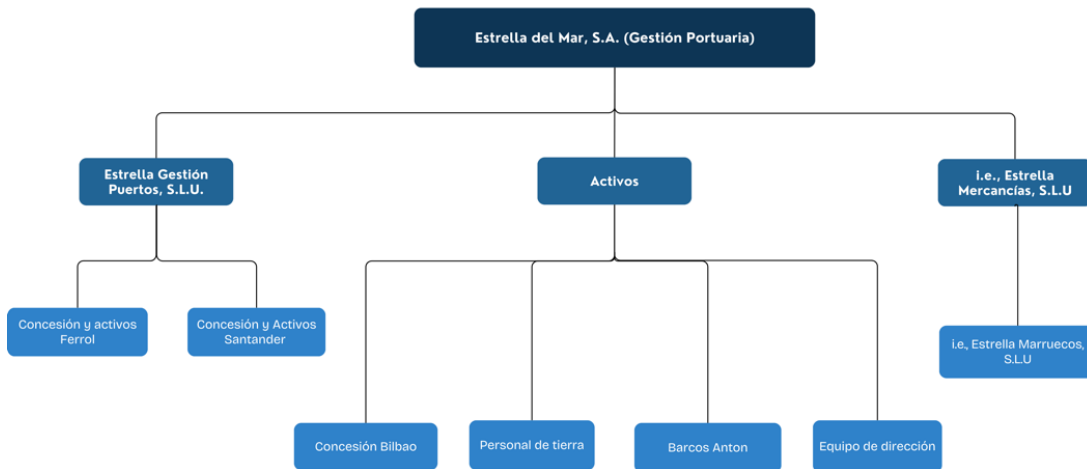 Estrella del Mar, S.A. (Gestión Portuaria)
Estrella Gestión
Puertos, S.L.U.
Activos
i.e., Estrella
Mercancías, S.L.U
Concesión y activos
Ferrol
Concesión y Activos
Santander
i.e., Estrella Marruecos,
S.L.U
Concesión Bilbao
Personal de tierra
Barcos Anton
Equipo de dirección